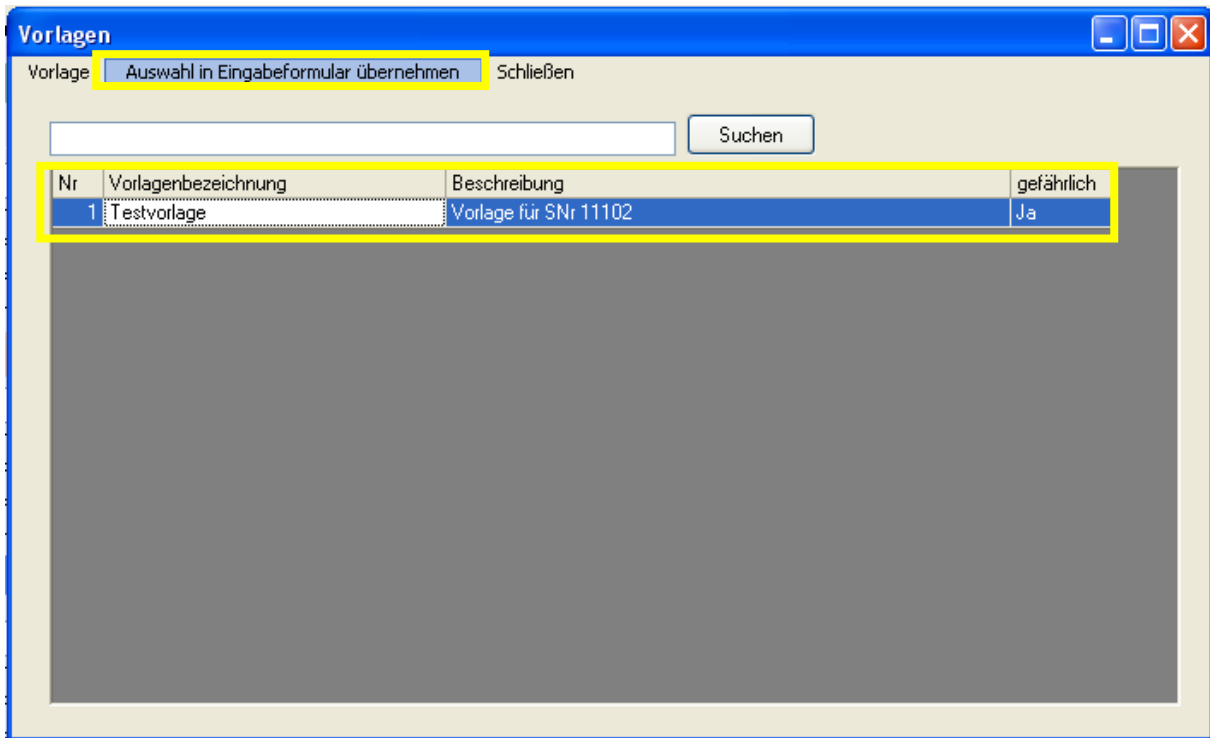 Vorlagen
Vorlage Auswahl in Eingabeformular übernehmen Schließen
Suchen
Nr Vorlagenbezeichnung Beschreibung gefährlich
1 Testvorlage Vorlage für SNr 11102 Ja